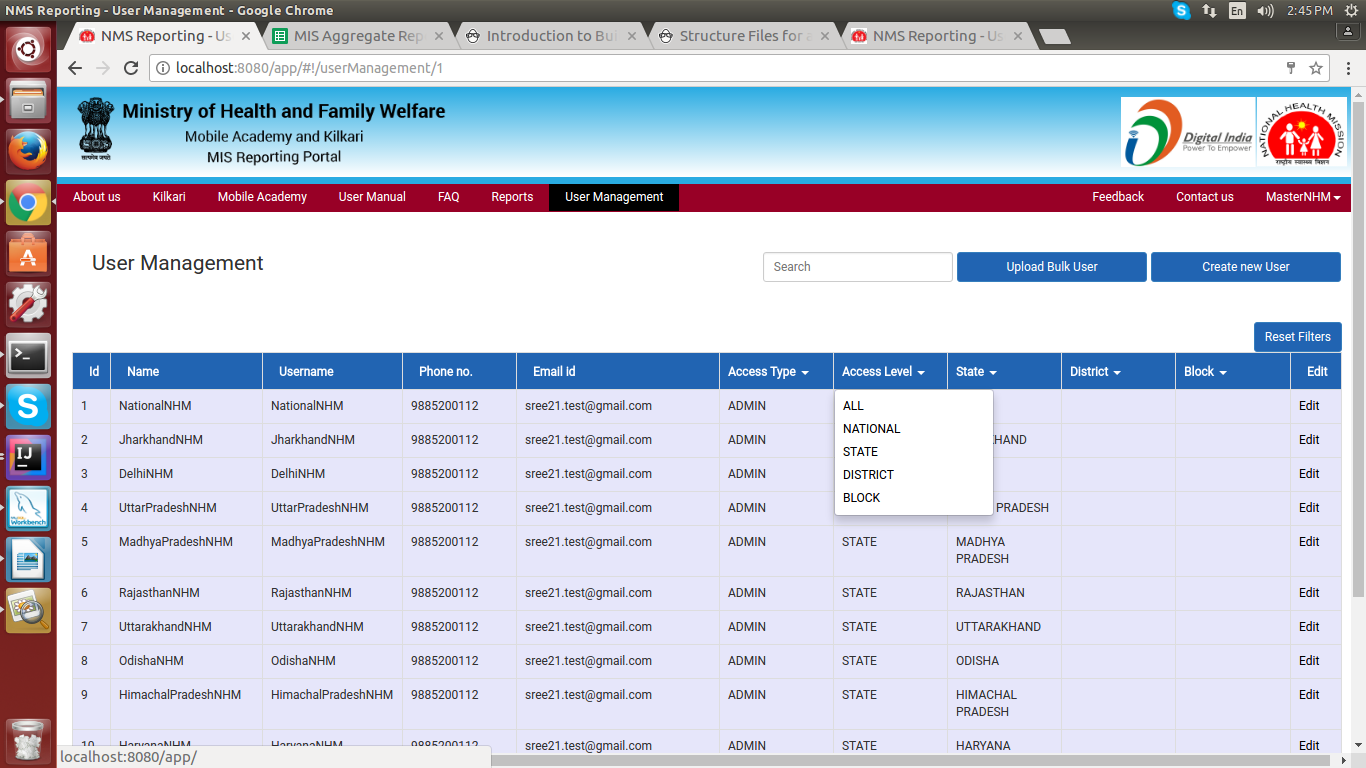 NMS Reporting - User Management - Google Chrome
En
2:45 PM
NMS Reporting - Us
MIS Aggregate Rep
Introduction to Bu
Structure Files for a
NMS Reporting - Us
localhost:8080/app/#!/userManagement/1
Ministry of Health and Family Welfare
Mobile Academy and Kilkari
MIS Reporting Portal
सत्यमेव जयते
Digital India
Power To Empower
NATIONAL HEALTH MISSION
राष्ट्रीय स्वास्थ्य मिशन
About us Kilkari Mobile Academy User Manual FAQ Reports User Management Feedback Contact us MasterNHM
User Management
Search
Upload Bulk User
Create new User
Reset Filters
Id Name Username Phone no. Email id Access Type Access Level State District Block Edit
1 NationalNHM NationalNHM 9885200112 sree21.test@gmail.com ADMIN Edit
2 JharkhandNHM JharkhandNHM 9885200112 sree21.test@gmail.com ADMIN KHAND Edit
3 DelhiNHM DelhiNHM 9885200112 sree21.test@gmail.com ADMIN Edit
4 UttarPradeshNHM UttarPradeshNHM 9885200112 sree21.test@gmail.com ADMIN PRADESH Edit
ALL
NATIONAL
STATE
DISTRICT
BLOCK
5 MadhyaPradeshNHM MadhyaPradeshNHM 9885200112 sree21.test@gmail.com ADMIN STATE MADHYA Edit
PRADESH
6 RajasthanNHM RajasthanNHM 9885200112 sree21.test@gmail.com ADMIN STATE RAJASTHAN Edit
7 UttarakhandNHM UttarakhandNHM 9885200112 sree21.test@gmail.com ADMIN STATE UTTARAKHAND Edit
8 OdishaNHM OdishaNHM 9885200112 sree21.test@gmail.com ADMIN STATE ODISHA Edit
9 HimachalPradeshNHM HimachalPradeshNHM 9885200112 sree21.test@gmail.com ADMIN STATE HIMACHAL Edit
PRADESH
10 HaryanaNHM HaryanaNHM 9885200112 sree21.test@gmail.com ADMIN STATE HARYANA Edit
localhost:8080/app/
IJ
Workbench